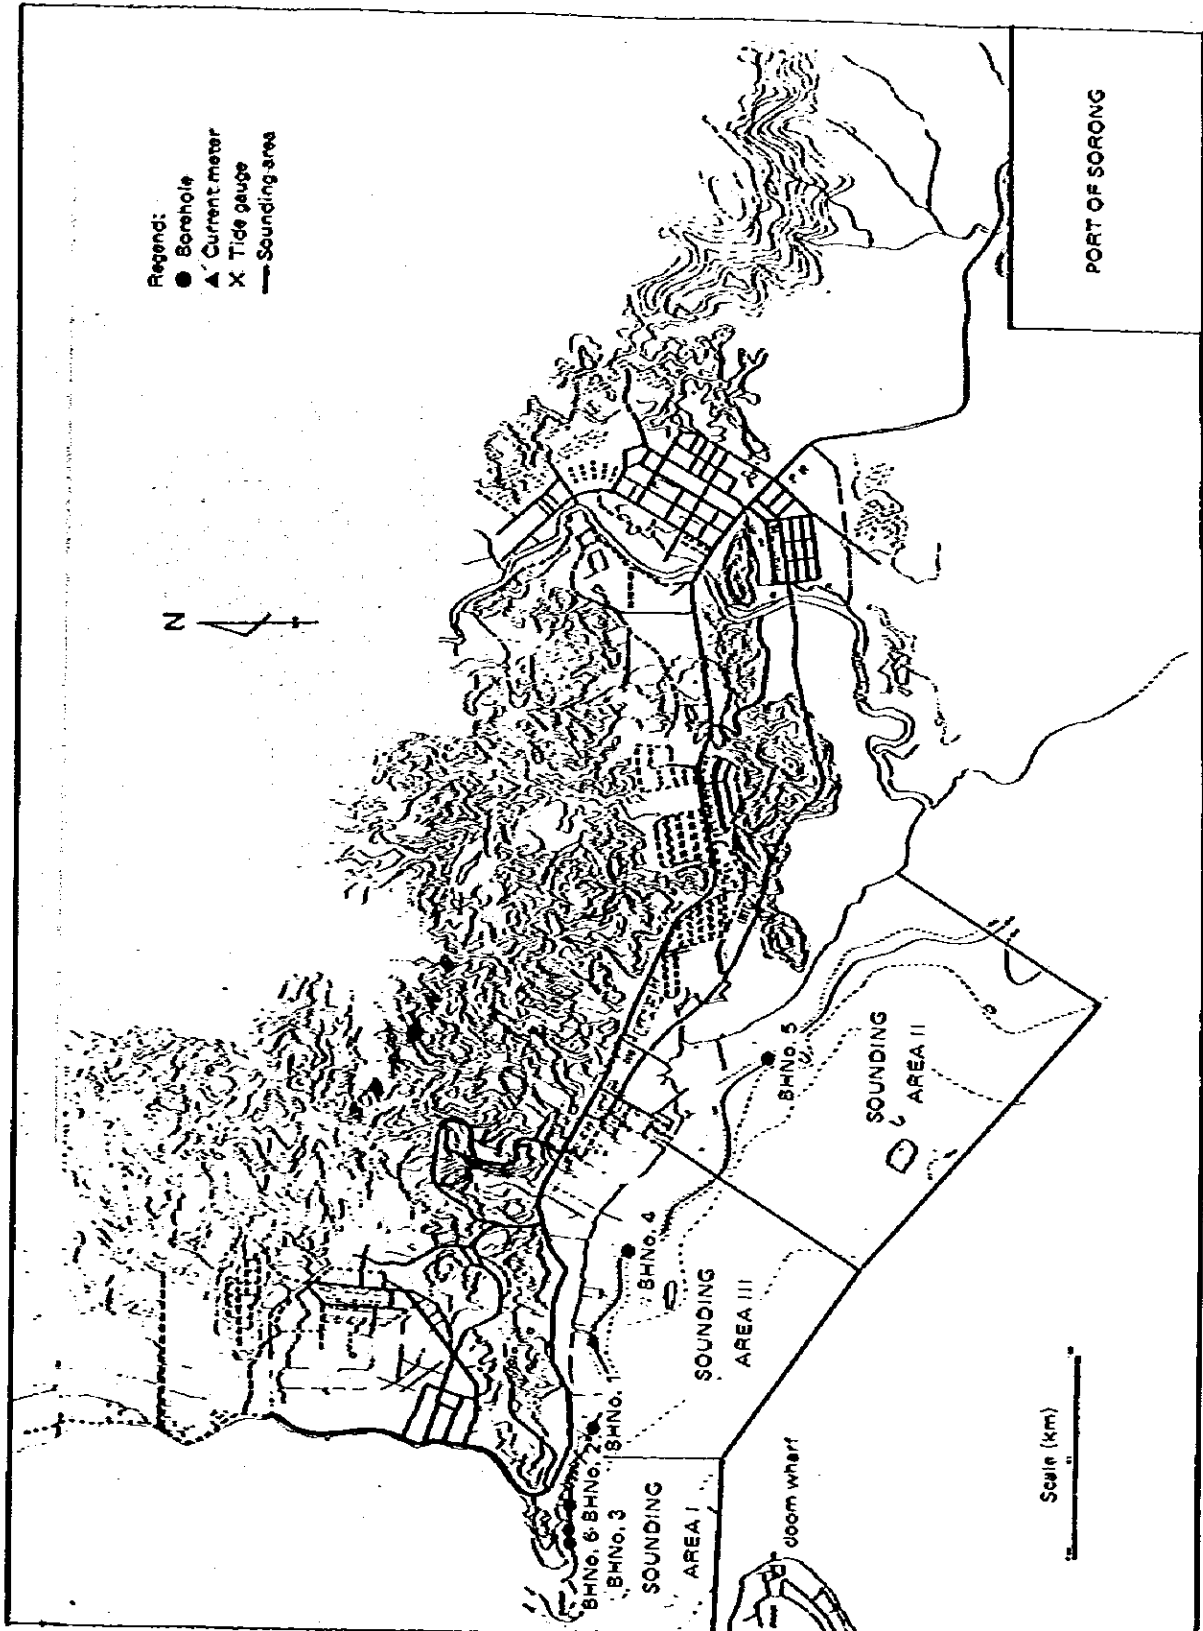 Regend:
Borehole
Current meter
Tide gauge
Sounding area
N
PORT OF SORONG
BHNo. 6
BHNo. 2
BHNo. 3
BHNo. 1
BHNo. 4
BHNo. 5
SOUNDING
AREA I
SOUNDING
AREA III
SOUNDING
AREA II
doom wharf
Scale (km)